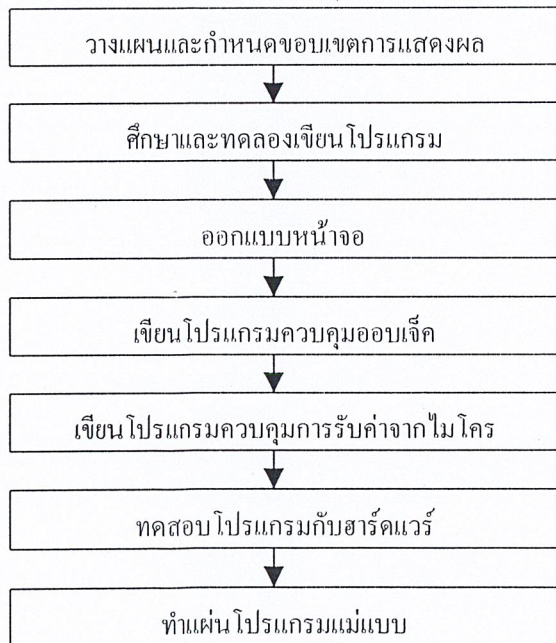 วางแผนและกำหนดขอบเขตการแสดงผล
ศึกษาและทดลองเขียนโปรแกรม
ออกแบบหน้าจอ
เขียนโปรแกรมควบคุมออบเจ็ค
เขียนโปรแกรมควบคุมการรับค่าจากไมโคร
ทดสอบโปรแกรมกับฮาร์ดแวร์
ทำแผ่นโปรแกรมแม่แบบ